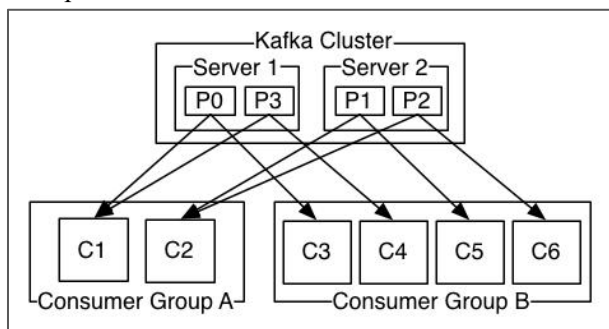 Kafka Cluster
Server 1 Server 2
P0 P3 P1 P2
C1 C2 C3 C4 C5 C6
Consumer Group A Consumer Group B